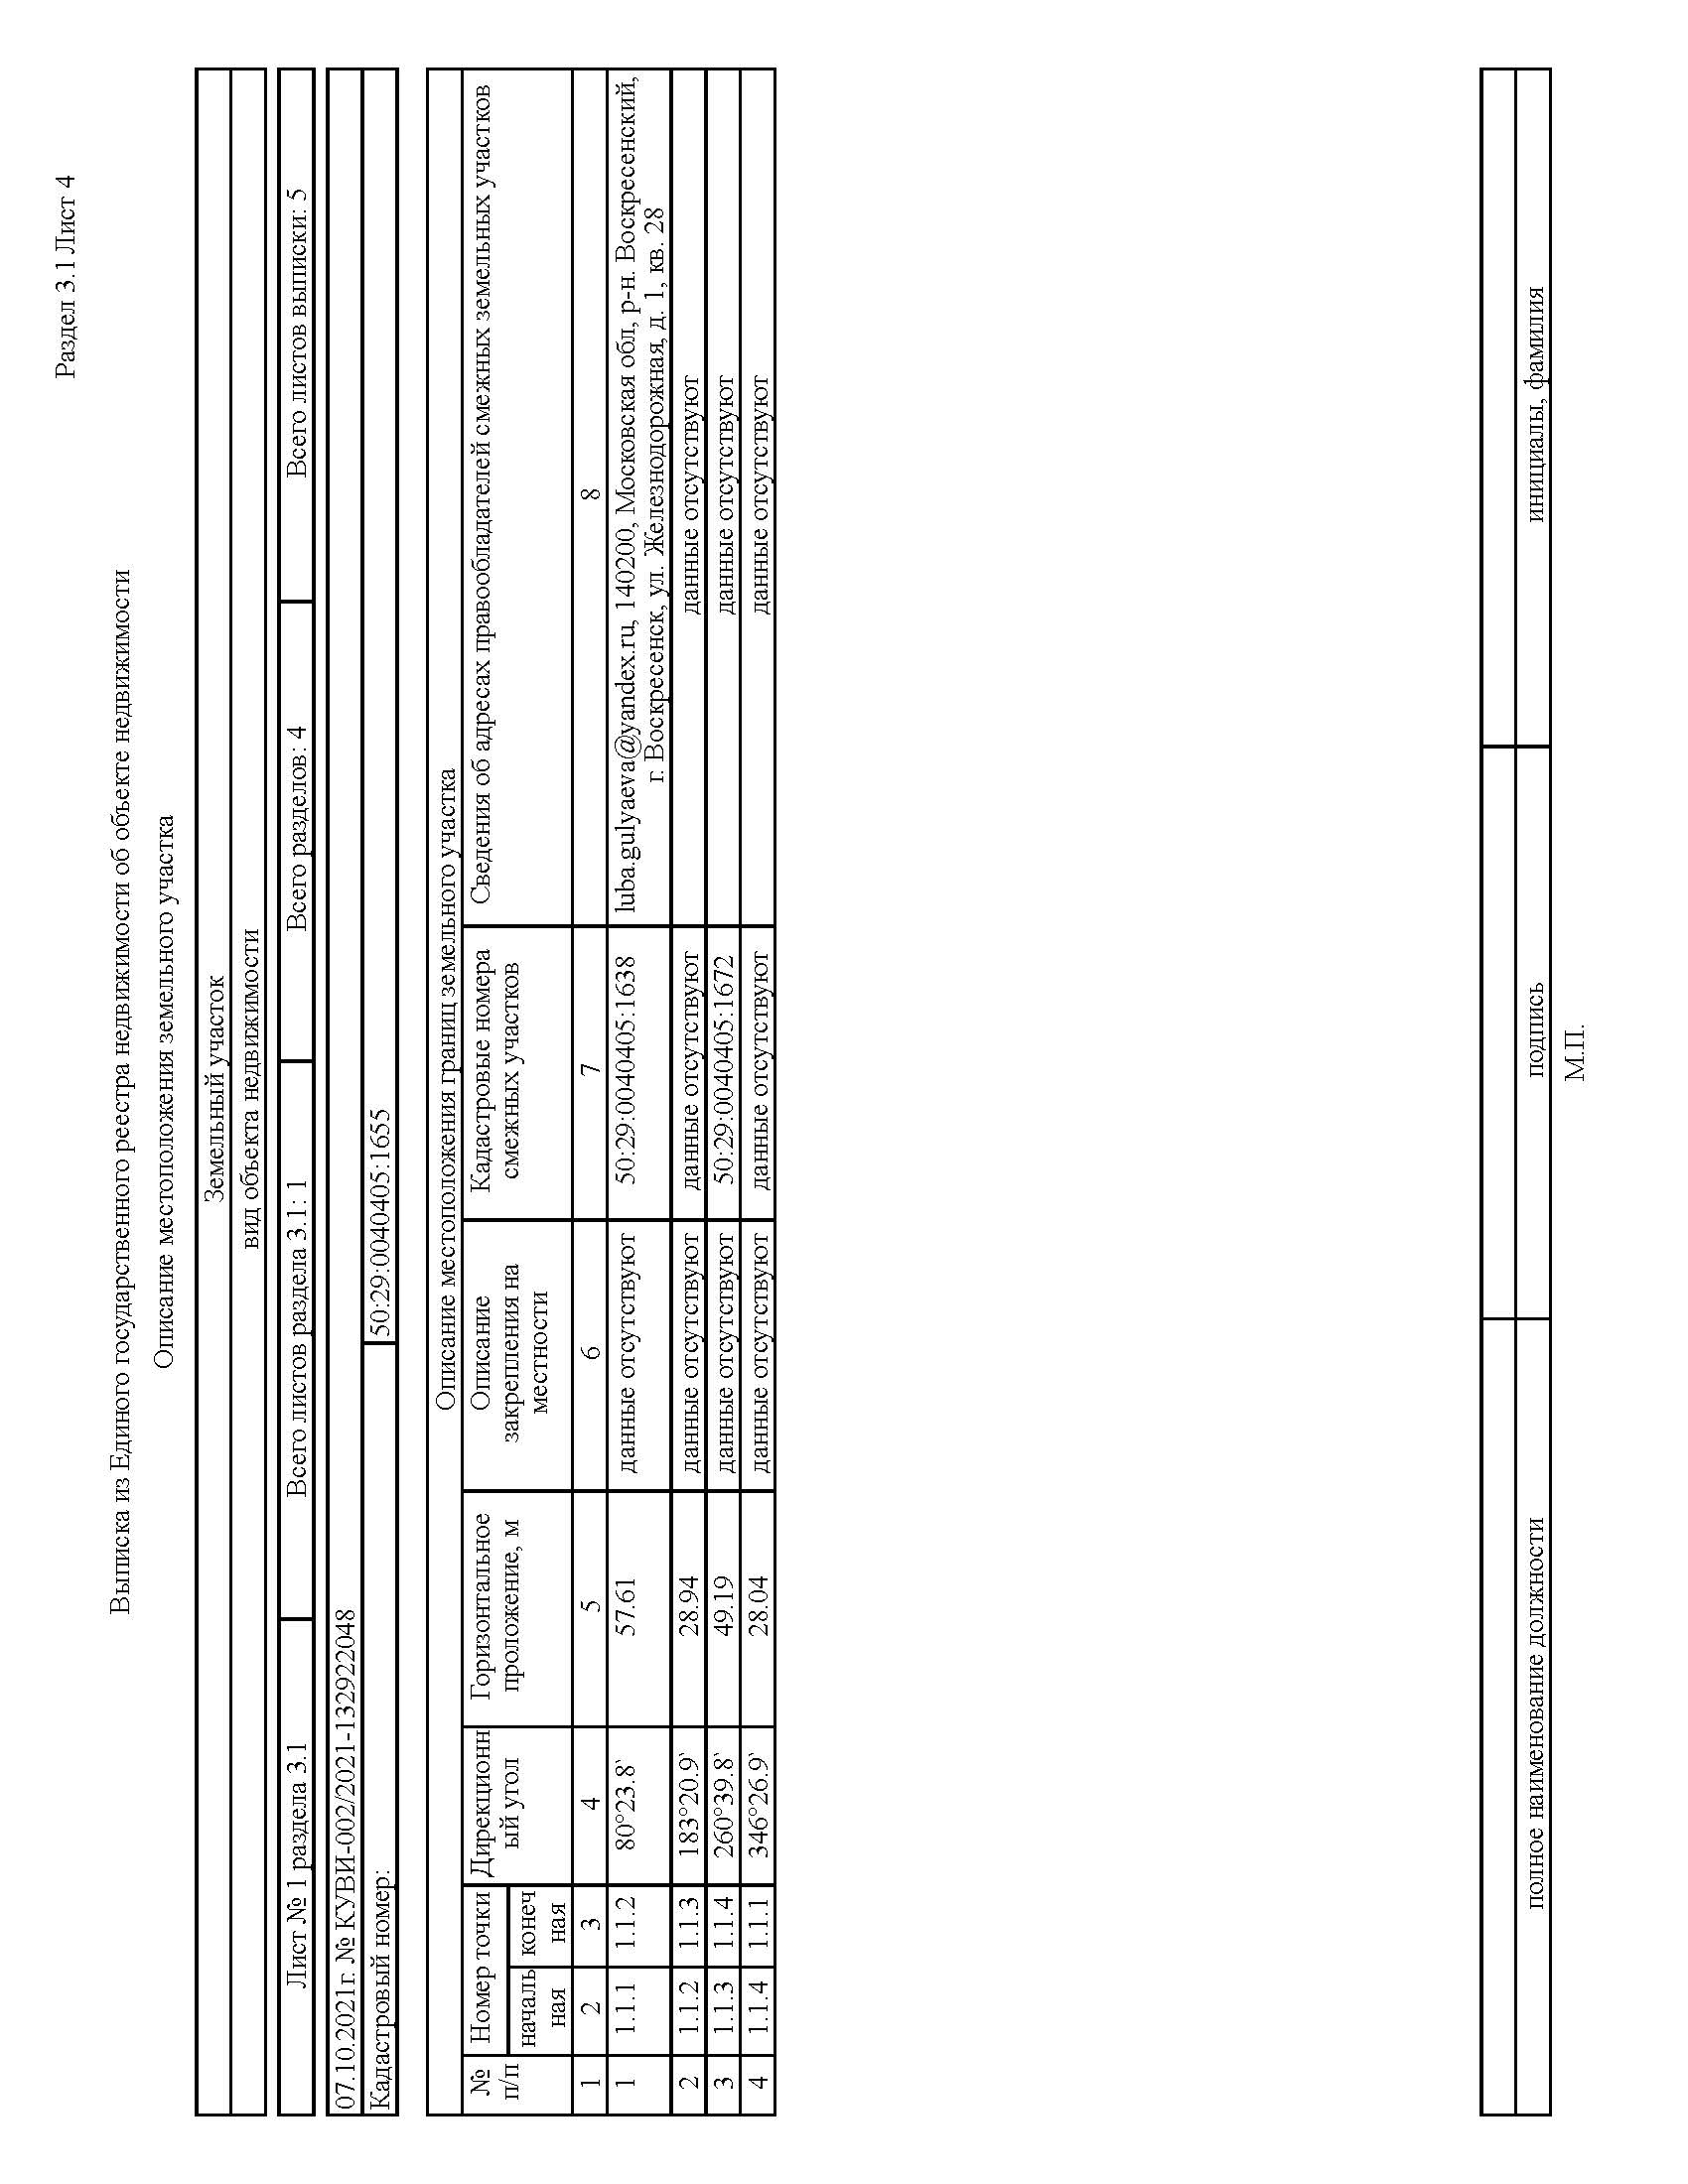 Раздел 3.1 Лист 4
Выписка из Единого государственного реестра недвижимости об объекте недвижимости
Описание местоположения земельного участка
Земельный участок
вид объекта недвижимости
Лист № 1 раздела 3.1 Всего листов раздела 3.1: 1 Всего разделов: 4 Всего листов выписки: 5
07.10.2021г. № КУВИ-002/2021-132922048
Кадастровый номер: 50:29:0040405:1655
Описание местоположения границ земельного участка
№ п/п Номер точки Дирекционный угол Горизонтальное проложение, м Описание закрепления на местности Кадастровые номера смежных участков Сведения об адресах правообладателей смежных земельных участков
начальная конечная
1 2 3 4 5 6 7 8
1 1.1.1 1.1.2 80°23.8` 57.61 данные отсутствуют 50:29:0040405:1638 luba.gulyaeva@yandex.ru, 140200, Московская обл, р-н. Воскресенский,
г. Воскресенск, ул. Железнодорожная, д. 1, кв. 28
2 1.1.2 1.1.3 183°20.9` 28.94 данные отсутствуют данные отсутствуют данные отсутствуют
3 1.1.3 1.1.4 260°39.8` 49.19 данные отсутствуют 50:29:0040405:1672 данные отсутствуют
4 1.1.4 1.1.1 346°26.9` 28.04 данные отсутствуют данные отсутствуют данные отсутствуют
полное наименование должности подпись инициалы, фамилия
М.П.